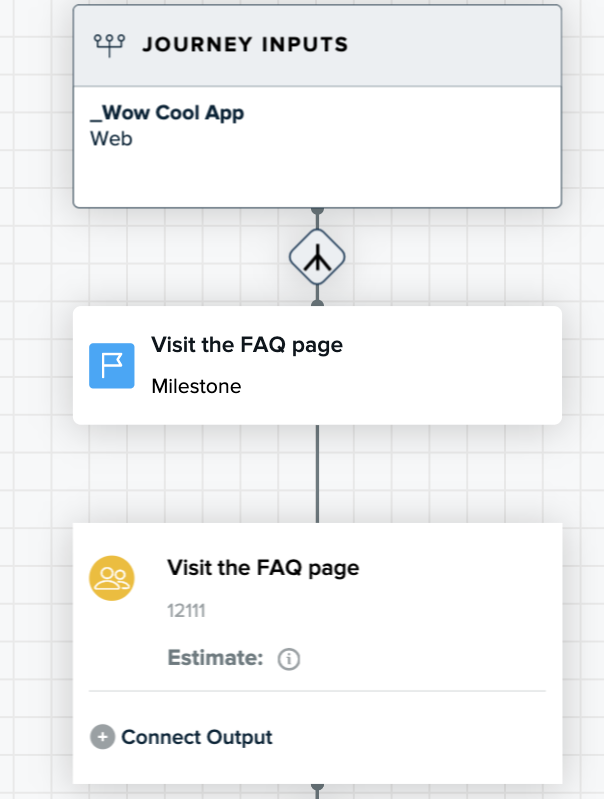 JOURNEY INPUTS
_Wow Cool App
Web
Visit the FAQ page
Milestone
Visit the FAQ page
12111
Estimate:
Connect Output